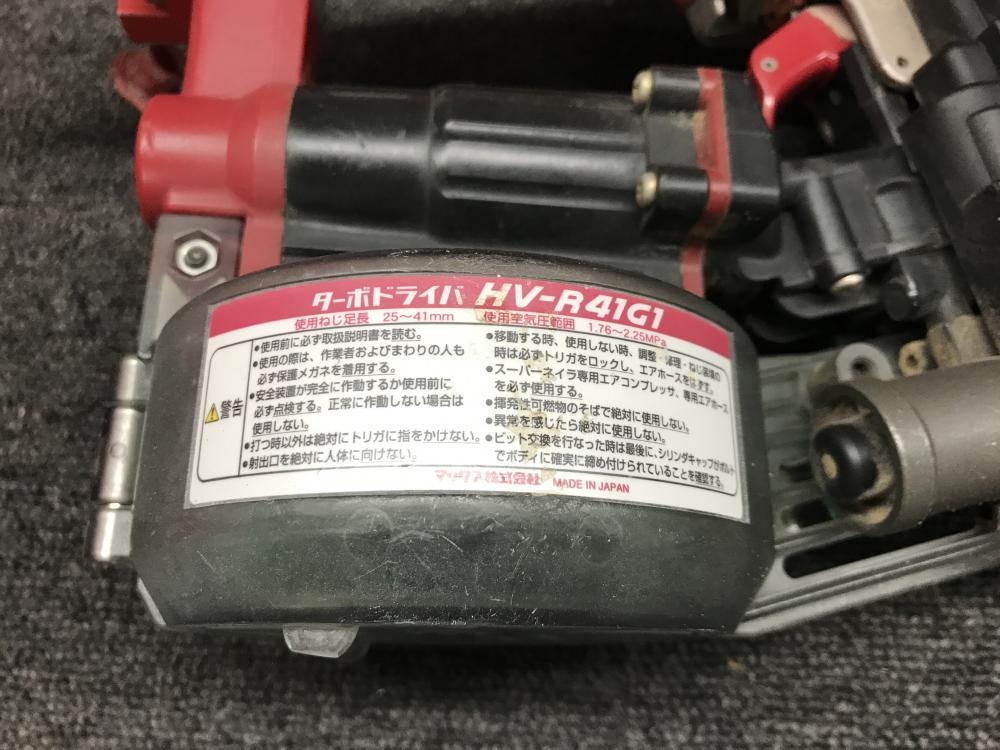 ターボドライバ HV-R41G1
使用ねじ足長 25～41mm 使用空気圧範囲 1.76～2.25MPa
警告
•使用前に必ず取扱説明書を読む。
•使用の際は、作業者およびまわりの人も
必ず保護メガネを着用する。
•安全装置が完全に作動するか使用前に
必ず点検する。正常に作動しない場合は
使用しない。
•打つ時以外は絶対にトリガに指をかけない。
•射出口を絶対に人体に向けない。
•移動する時、使用しない時、調整・修理・ねじ装填の
時は必ずトリガをロックし、エアホースをはずす。
•スーパーネイラ専用エアコンプレッサ、専用エアホース
を必ず使用する。
•揮発性可燃物のそばで絶対に使用しない。
•異常を感じたら絶対に使用しない。
•ビット交換を行なった時は最後に、シリンダキャップがボルト
でボディに確実に締め付けられていることを確認する。
マックス株式会社 MADE IN JAPAN